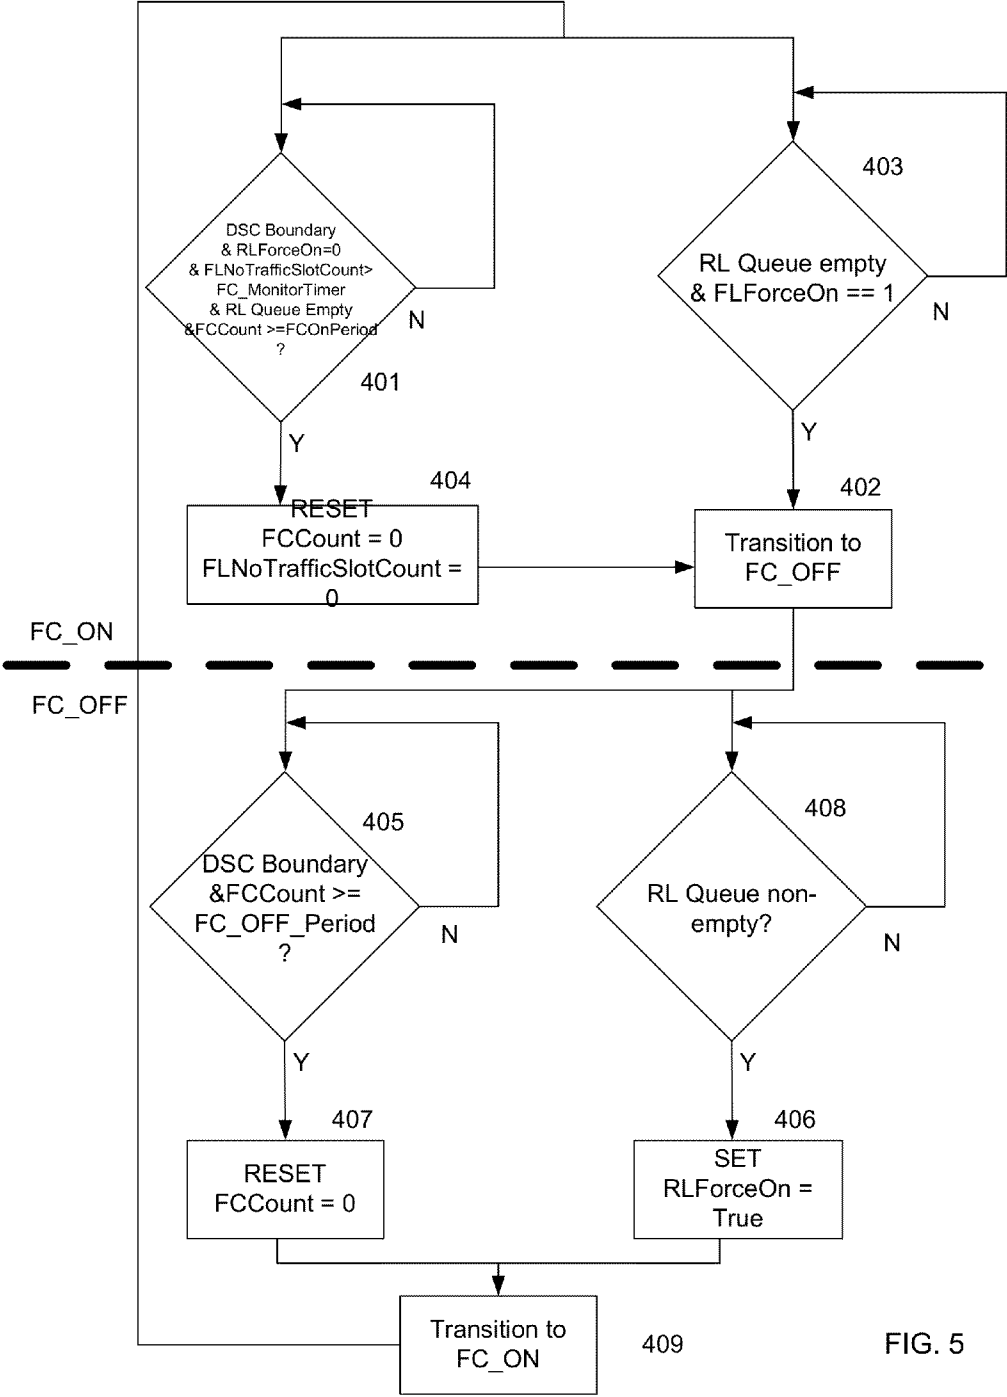 DSC Boundary
& RLForceOn=0
& FLNoTrafficSlotCount>
FC_MonitorTimer
& RL Queue Empty
&FCCount >=FCOnPeriod
?
N
401
Y
403
RL Queue empty
& FLForceOn == 1
N
Y
404
RESET
FCCount = 0
FLNoTrafficSlotCount =
0
402
Transition to
FC_OFF
FC_ON
FC_OFF
405
DSC Boundary
&FCCount >=
FC_OFF_Period
?
N
Y
408
RL Queue non-
empty?
N
Y
407
RESET
FCCount = 0
406
SET
RLForceOn =
True
Transition to
FC_ON
409
FIG. 5